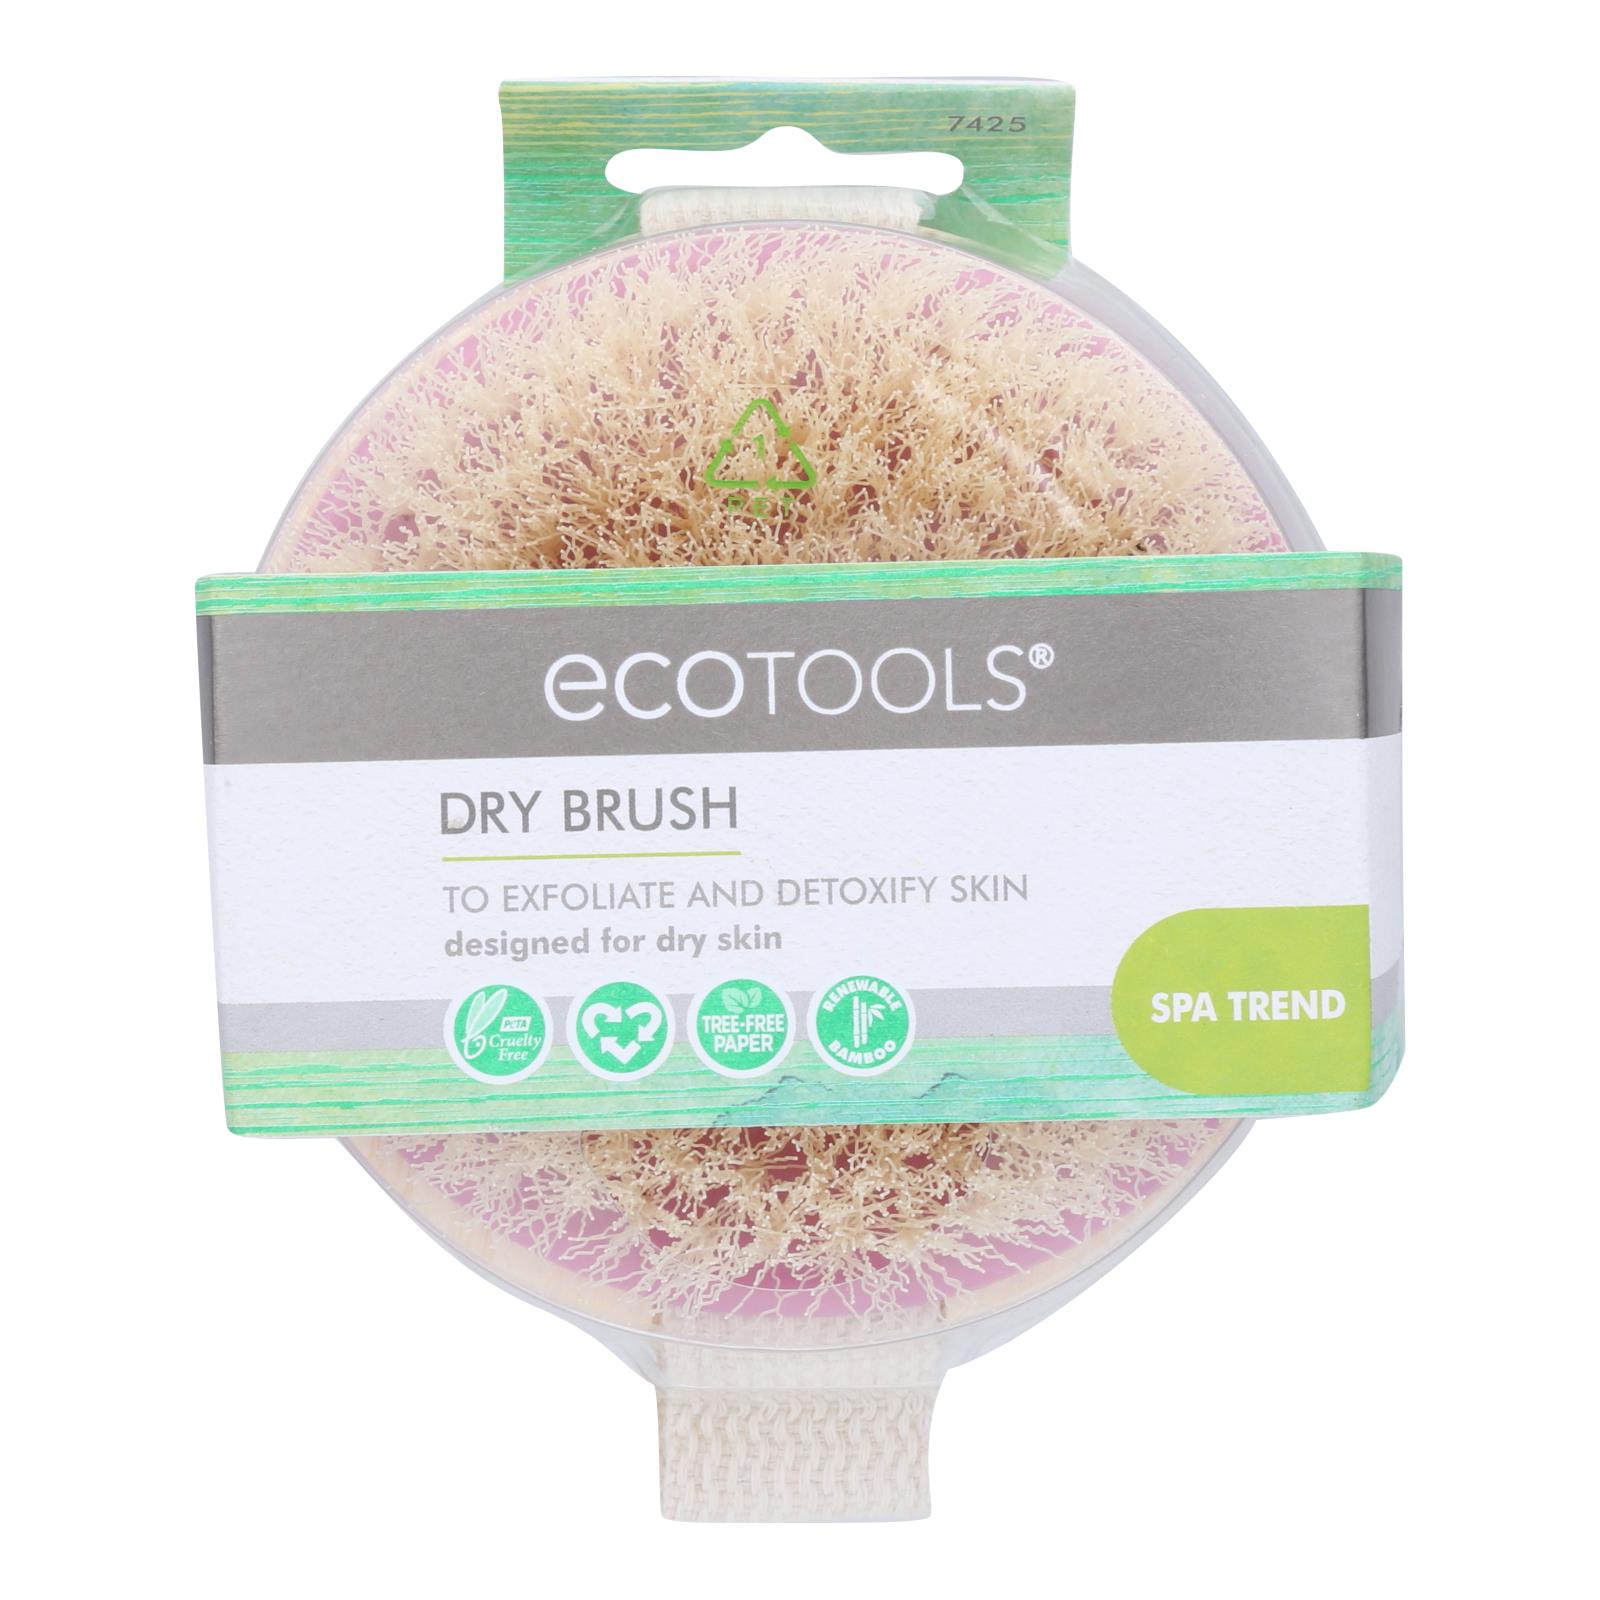 7425
1
PET
ecoTOOLS®
DRY BRUSH
TO EXFOLIATE AND DETOXIFY SKIN
designed for dry skin
PETA
Cruelty
Free
TREE-FREE
PAPER
RENEWABLE
BAMBOO
SPA TREND